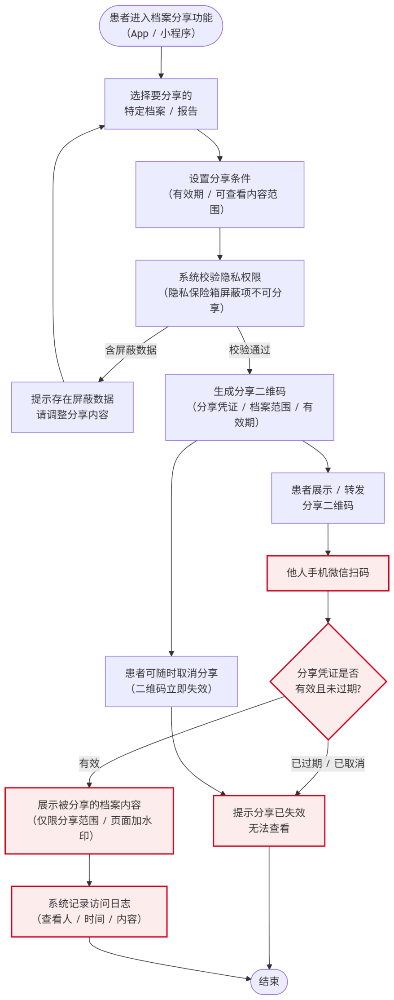 患者进入档案分享功能
（App / 小程序）
选择要分享的
特定档案 / 报告
设置分享条件
（有效期 / 可查看内容范
围）
系统校验隐私权限
（隐私保险箱屏蔽项不可分
享）
含屏蔽数据
校验通过
提示存在屏蔽数据
请调整分享内容
生成分享二维码
（分享凭证 / 档案范围 / 有
效期）
患者展示 / 转发
分享二维码
他人手机微信扫码
患者可随时取消分享
（二维码立即失效）
分享凭证是否
有效且未过期?
有效
已过期 / 已取消
展示被分享的档案内容
（仅限分享范围 / 页面加水
印）
提示分享已失效
无法查看
系统记录访问日志
（查看人 / 时间 / 内容）
结束